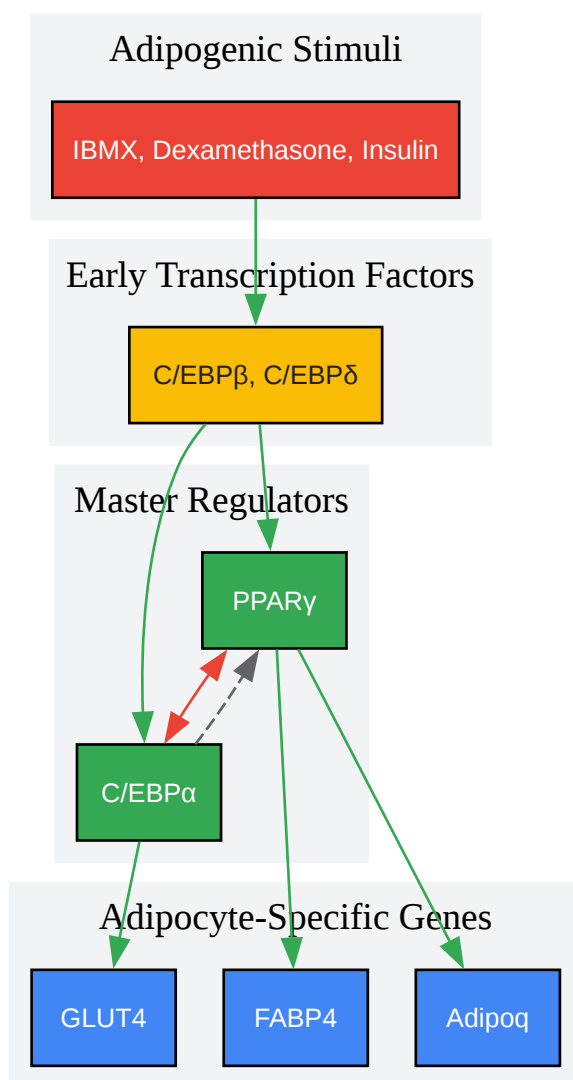 Adipogenic Stimuli
IBMX, Dexamethasone, Insulin
Early Transcription Factors
C/EBPβ, C/EBPδ
Master Regulators
PPARγ
C/EBPα
Adipocyte-Specific Genes
GLUT4
FABP4
Adipoq